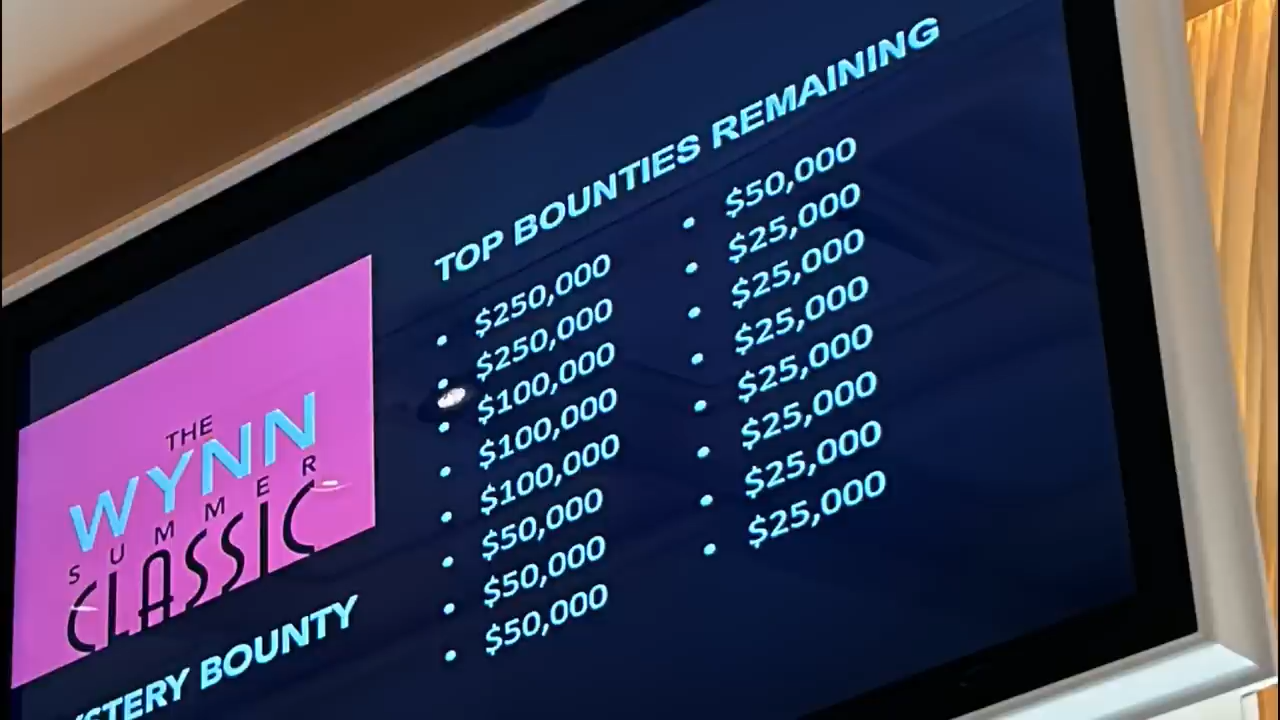 THE
WYNN
SUMMER
CLASSIC
YSTERY BOUNTY
TOP BOUNTIES REMAINING
• $250,000
• $250,000
• $100,000
• $100,000
• $100,000
• $50,000
• $50,000
• $50,000
• $50,000
• $25,000
• $25,000
• $25,000
• $25,000
• $25,000
• $25,000
• $25,000